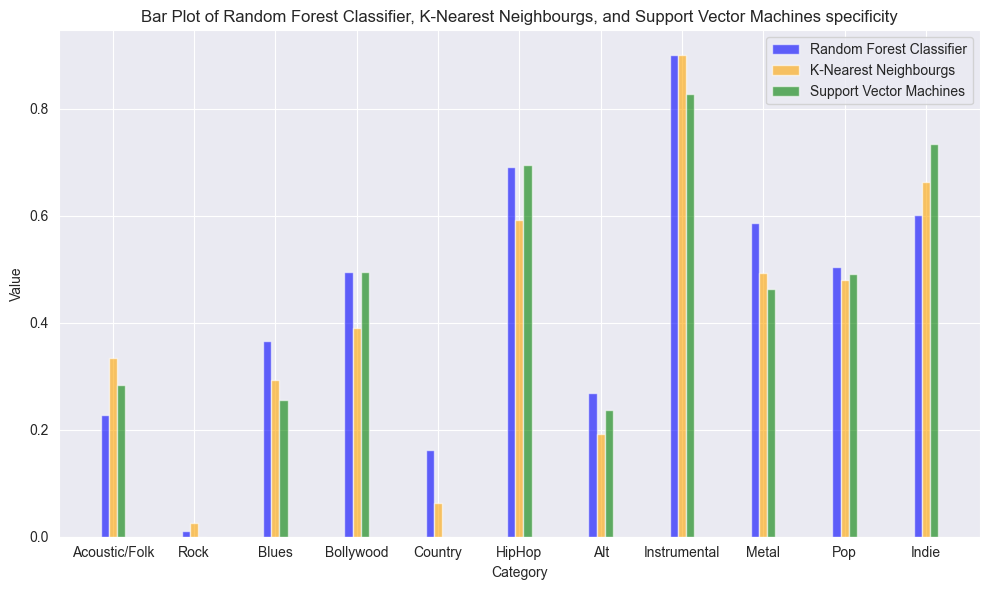 Bar Plot of Random Forest Classifier, K-Nearest Neighbourgs, and Support Vector Machines specificity
Random Forest Classifier
K-Nearest Neighbourgs
Support Vector Machines
Value
0.8
0.6
0.4
0.2
0.0
Acoustic/Folk Rock Blues Bollywood Country HipHop Alt Instrumental Metal Pop Indie
Category